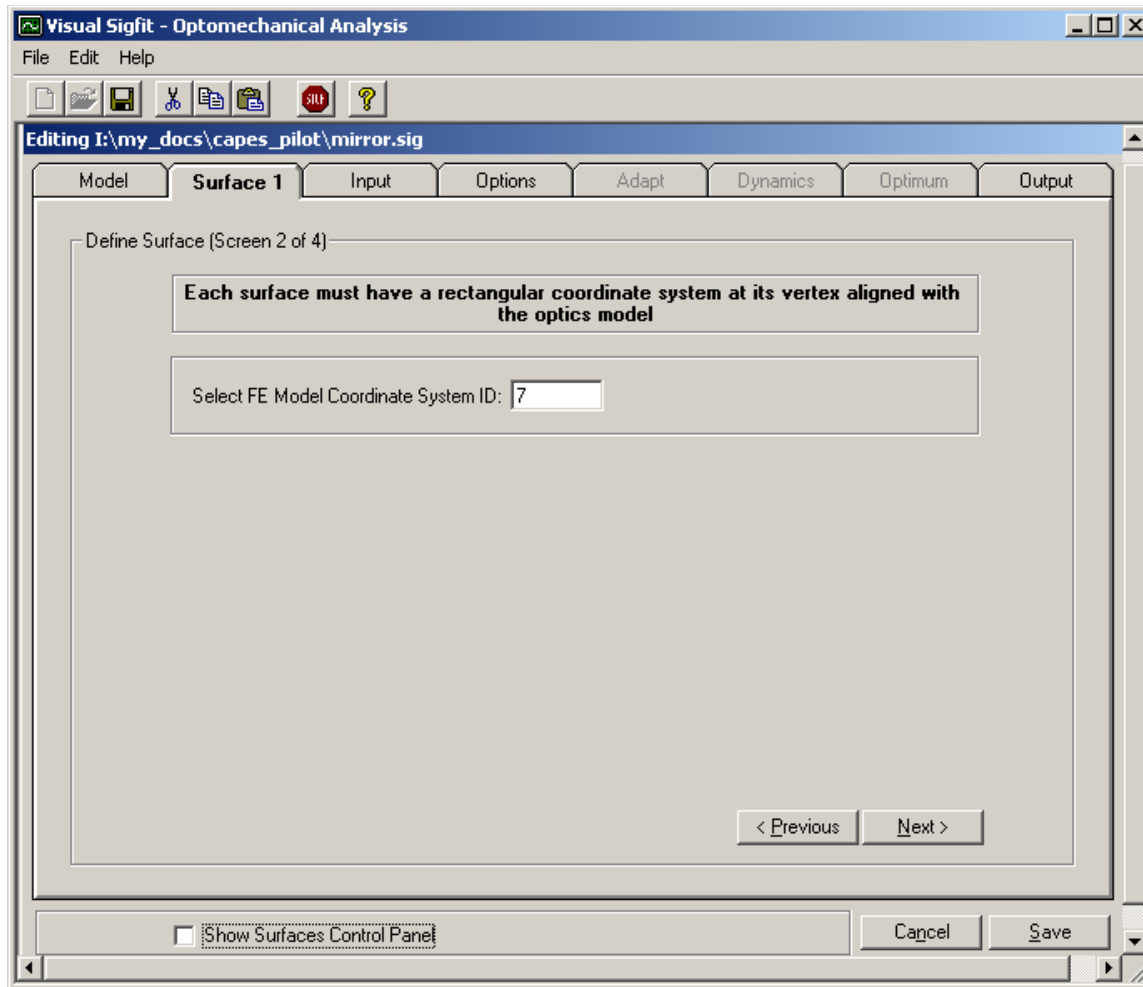 Visual Sigfit - Optomechanical Analysis
File Edit Help
Editing I:\my_docs\capes_pilot\mirror.sig
Model Surface 1 Input Options Adapt Dynamics Optimum Output
Define Surface (Screen 2 of 4)
Each surface must have a rectangular coordinate system at its vertex aligned with
the optics model
Select FE Model Coordinate System ID: 7
< Previous Next >
Show Surfaces Control Panel Cancel Save